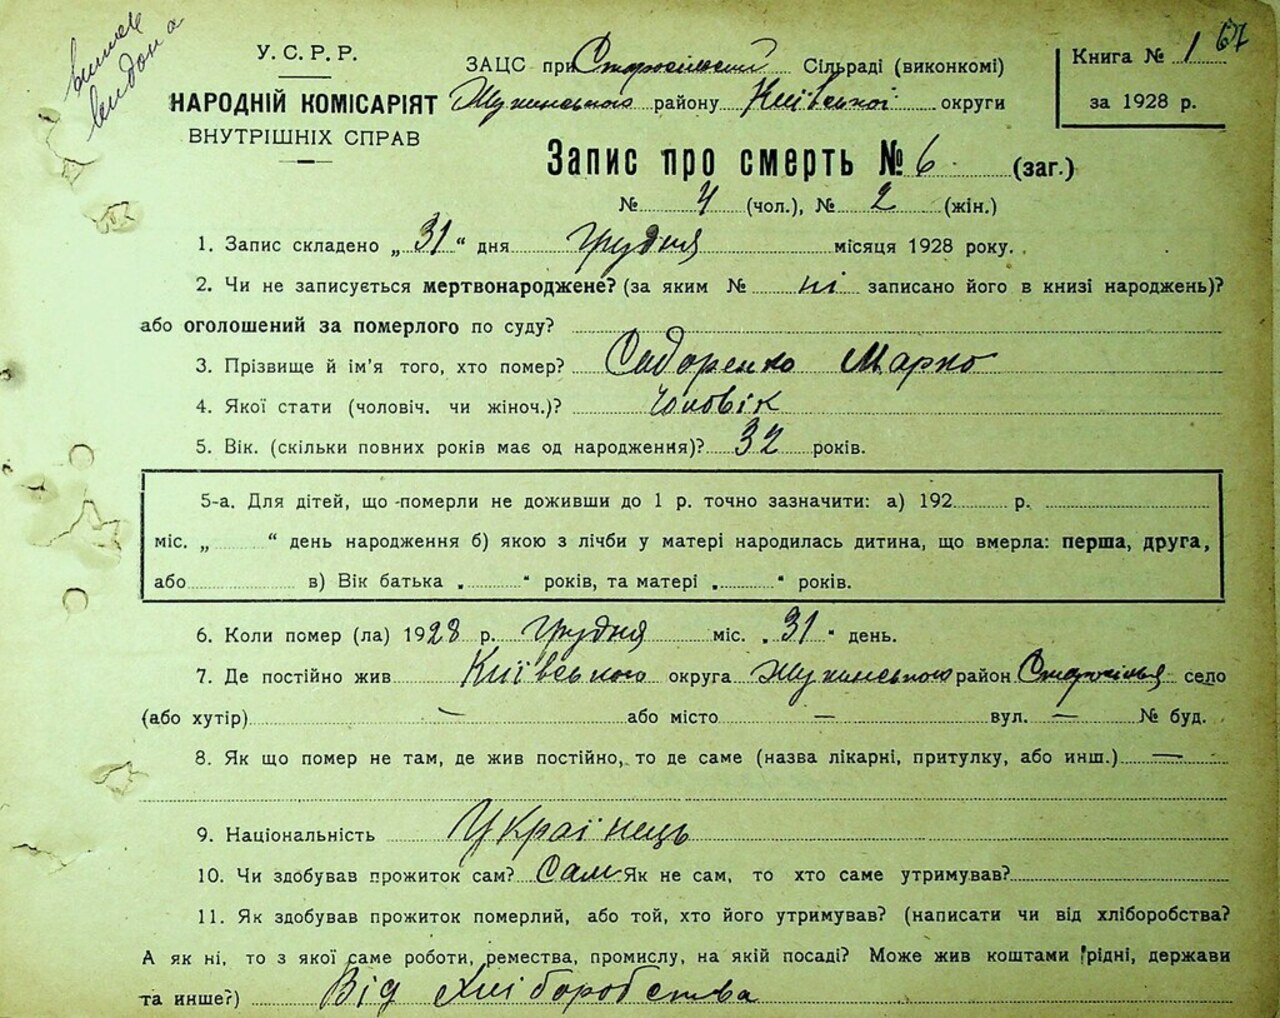 67
У.С.Р.Р.
НАРОДНІЙ КОМІСАРІЯТ
ВНУТРІШНІХ СПРАВ
ЗАЦС при Старосільский Сільраді (виконкомі)
Жукинського району Київської округи
Книга № 1
за 1928 р.
Запис про смерть № 6 (заг.)
№ 4 (чол.), № 2 (жін.)
1. Запис складено „31“ дня Грудня місяця 1928 року.
2. Чи не записується мертвонароджене? (за яким № ні записано його в книзі народжень)?
або оголошений за померлого по суду?
3. Прізвище й ім'я того, хто помер? Сидоренко Марко
4. Якої стати (чоловіч. чи жіноч.)? Чоловік
5. Вік. (скільки повних років має од народження)? 32 років.
5-а. Для дітей, що померли не доживши до 1 р. точно зазначити: а) 192 р.
міс. „ “ день народження б) якою з лічби у матері народилась дитина, що вмерла: перша, друга,
або в) Вік батька „ “ років, та матері „ “ років.
6. Коли помер (ла) 1928 р. Грудня міс. „31“ день.
7. Де постійно жив Київського округа Жукинського район Старосілья село
(або хутір) — або місто — вул. — № буд.
8. Як що помер не там, де жив постійно, то де саме (назва лікарні, притулку, або инш.) —
9. Національність Українець
10. Чи здобував прожиток сам? Сам Як не сам, то хто саме утримував?
11. Як здобував прожиток померлий, або той, хто його утримував? (написати чи від хліборобства?
А як ні, то з якої саме роботи, ремества, промислу, на якій посаді? Може жив коштами рідні, держави
та инше?) Від Хліборобства